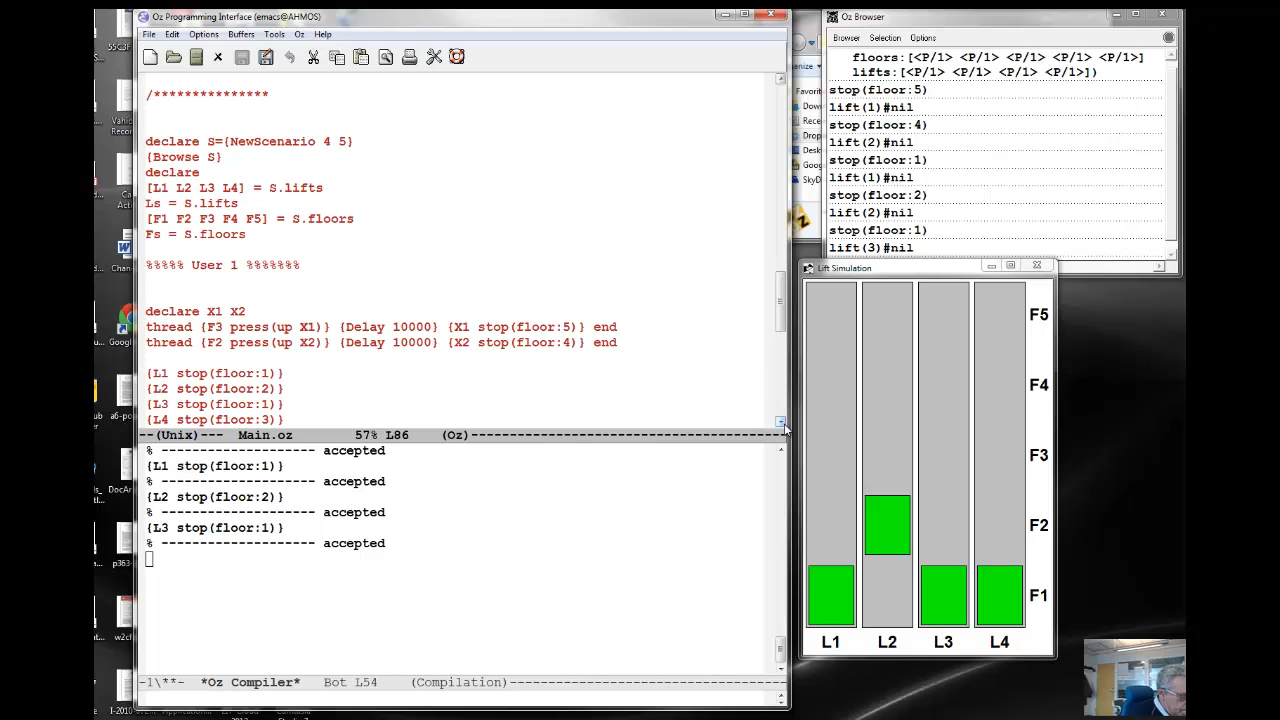 Oz Programming Interface (emacs@AHMOS)
File Edit Options Buffers Tools Oz Help
/***************
declare S={NewScenario 4 5}
{Browse S}
declare
[L1 L2 L3 L4] = S.lifts
Ls = S.lifts
[F1 F2 F3 F4 F5] = S.floors
Fs = S.floors
%%%%% User 1 %%%%%%%
declare X1 X2
thread {F3 press(up X1)} {Delay 10000} {X1 stop(floor:5)} end
thread {F2 press(up X2)} {Delay 10000} {X2 stop(floor:4)} end
{L1 stop(floor:1)}
{L2 stop(floor:2)}
{L3 stop(floor:1)}
{L4 stop(floor:3)}
--(Unix)--- Main.oz 57% L86 (Oz)
% -------------------- accepted
{L1 stop(floor:1)}
% -------------------- accepted
{L2 stop(floor:2)}
% -------------------- accepted
{L3 stop(floor:1)}
% -------------------- accepted
-1\**- *Oz Compiler* Bot L54 (Compilation)
Oz Browser
Browser Selection Options
floors:[<P/1> <P/1> <P/1> <P/1> <P/1>]
lifts:[<P/1> <P/1> <P/1> <P/1>])
stop(floor:5)
lift(1)#nil
stop(floor:4)
lift(2)#nil
stop(floor:1)
lift(1)#nil
stop(floor:2)
lift(2)#nil
stop(floor:1)
lift(3)#nil
Lift Simulation
F5
F4
F3
F2
F1
L1 L2 L3 L4